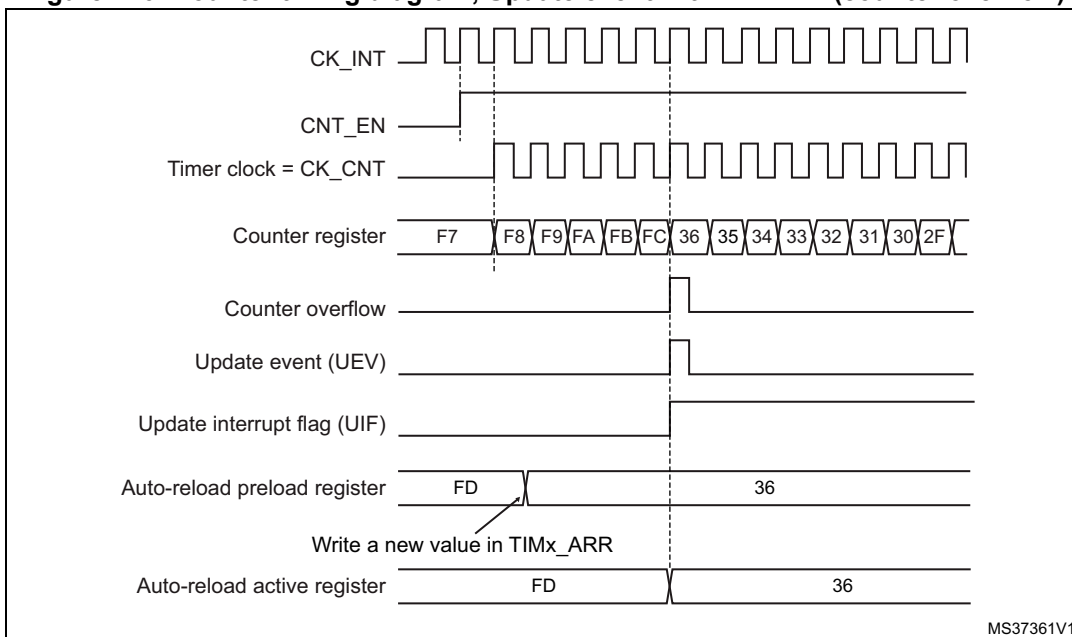 CK_INT
CNT_EN
Timer clock = CK_CNT
Counter register F7 F8 F9 FA FB FC 36 35 34 33 32 31 30 2F
Counter overflow
Update event (UEV)
Update interrupt flag (UIF)
Auto-reload preload register FD 36
Write a new value in TIMx_ARR
Auto-reload active register FD 36
MS37361V1